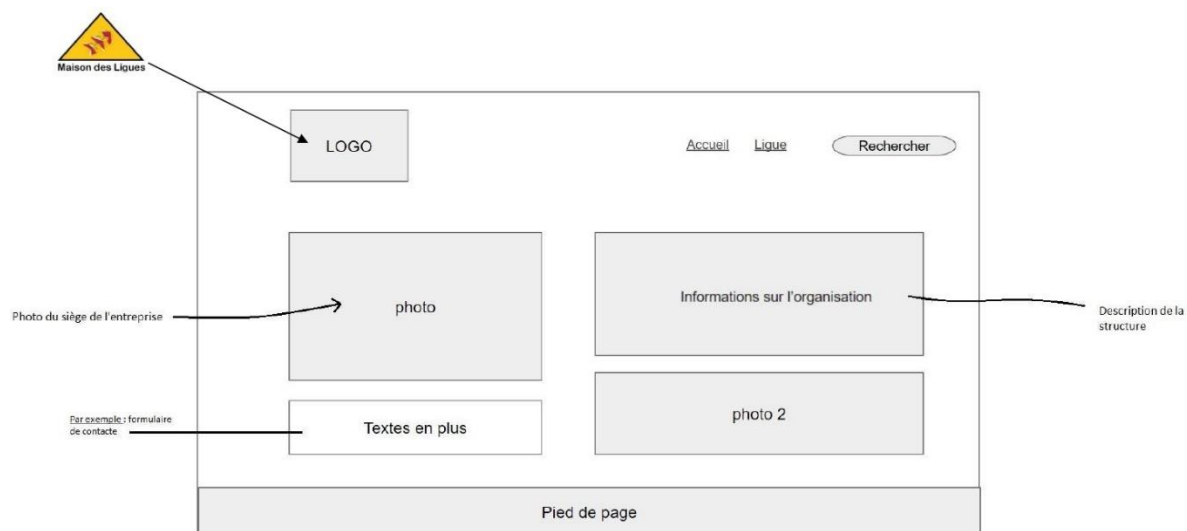 Maison des Ligues
LOGO
Accueil Ligue Rechercher
Photo du siège de l'entreprise
photo
Informations sur l'organisation
Description de la
structure
Par exemple : formulaire
de contacte
Textes en plus
photo 2
Pied de page